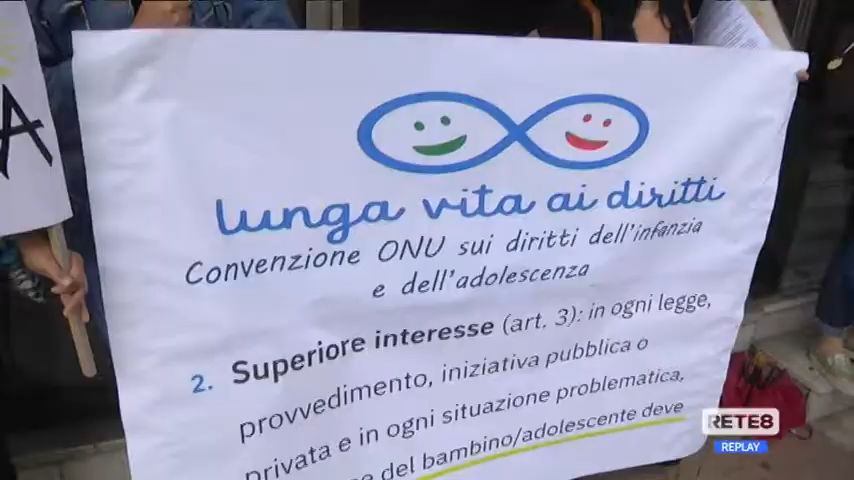 A
lunga vita ai diritti
Convenzione ONU sui diritti dell'infanzia
e dell'adolescenza
2. Superiore interesse (art. 3): in ogni legge,
provvedimento, iniziativa pubblica o
privata e in ogni situazione problematica,
del bambino/adolescente deve
RETE8
REPLAY